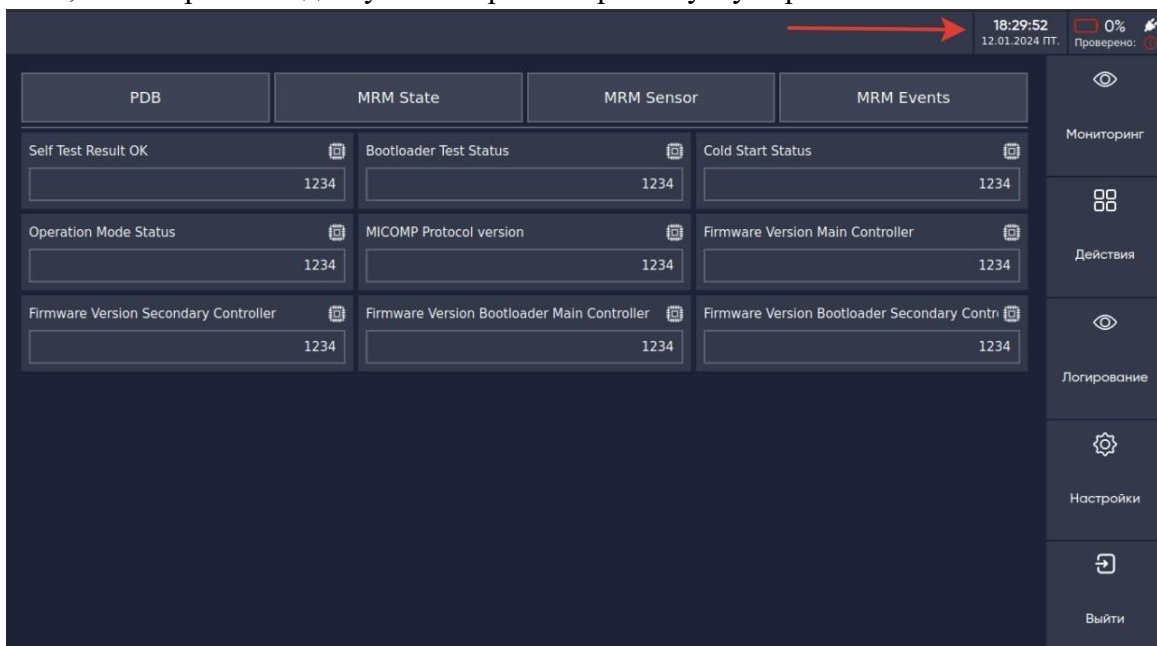 18:29:52
12.01.2024 ПТ.
0%
Проверено:
PDB
MRM State
MRM Sensor
MRM Events
Self Test Result OK
1234
Bootloader Test Status
1234
Cold Start Status
1234
Operation Mode Status
1234
MICOMP Protocol version
1234
Firmware Version Main Controller
1234
Firmware Version Secondary Controller
1234
Firmware Version Bootloader Main Controller
1234
Firmware Version Bootloader Secondary Contr
1234
Мониторинг
Действия
Логирование
Настройки
Выйти